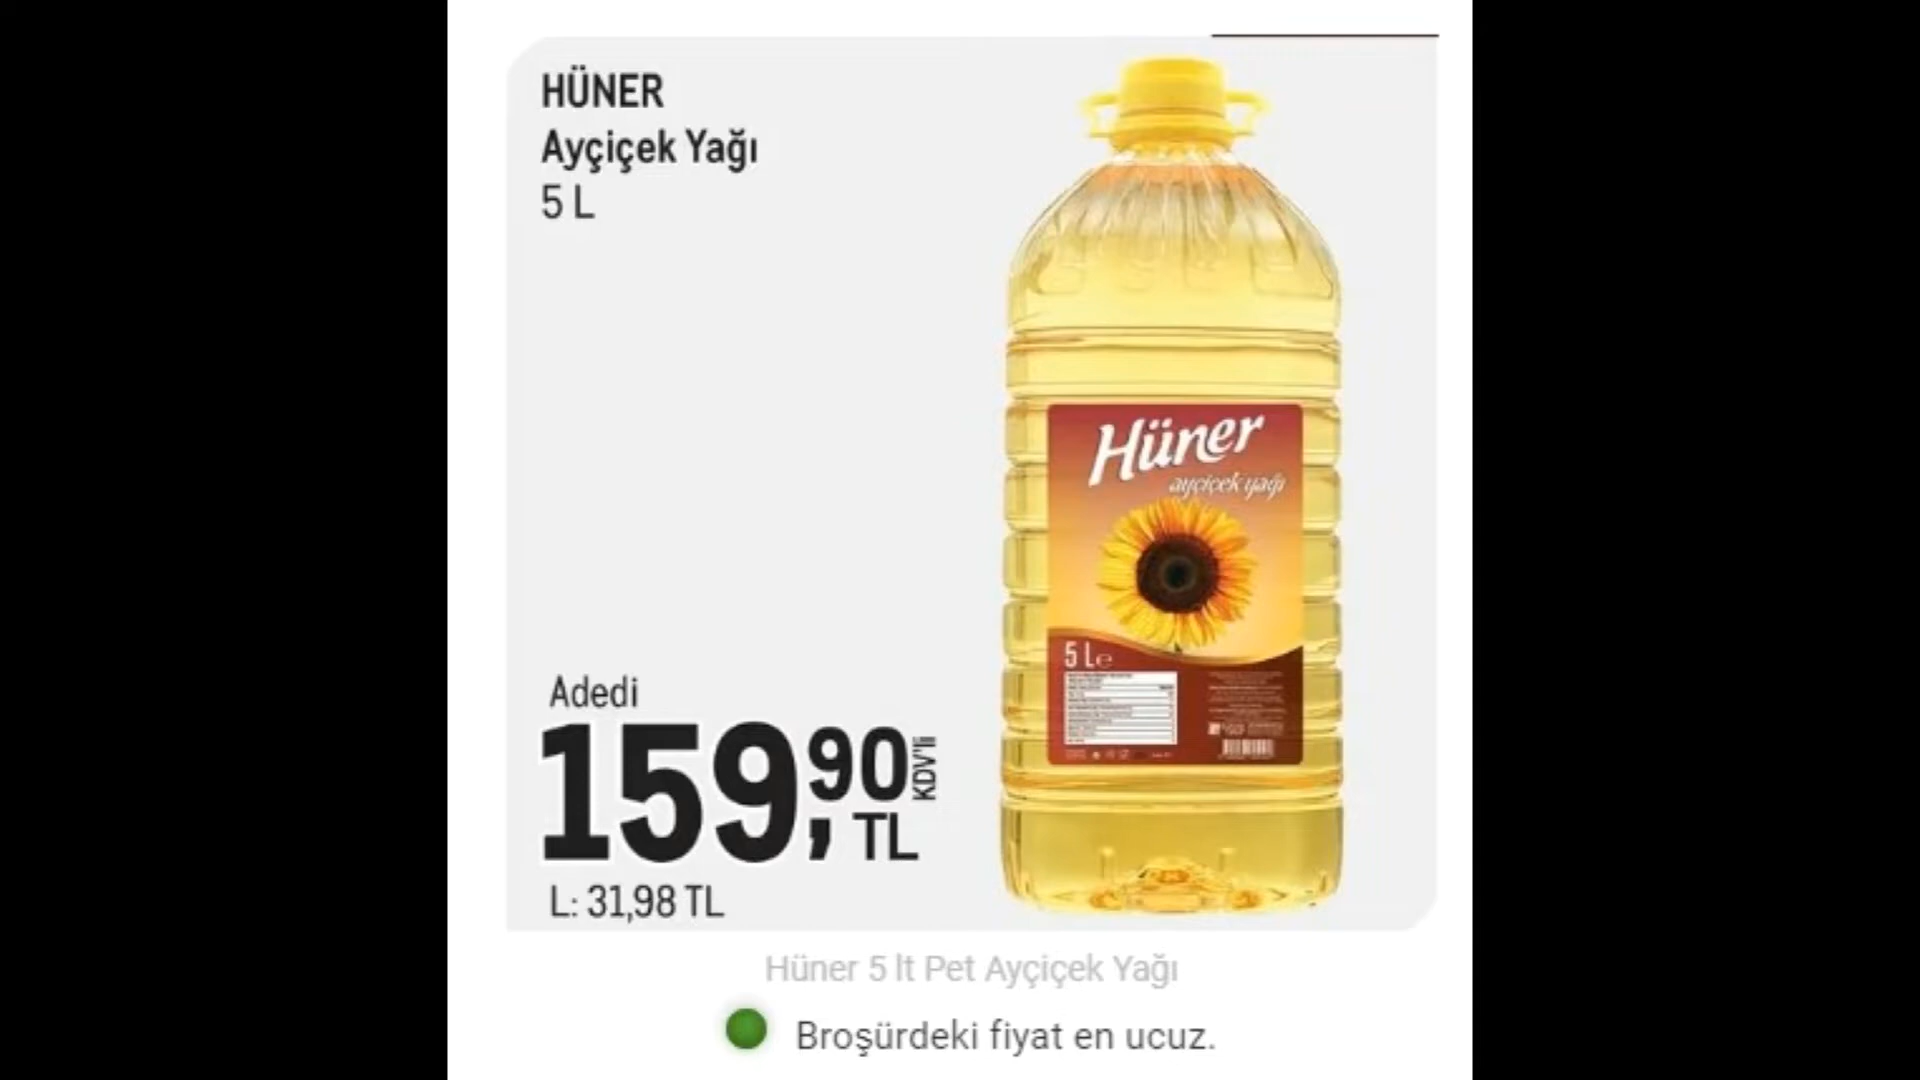 HÜNER
Ayçiçek Yağı
5 L
Hüner
ayçiçek yağı
5 Le
Adedi
159,90 TL KDV'li
L: 31,98 TL
Hüner 5 lt Pet Ayçiçek Yağı
Broşürdeki fiyat en ucuz.